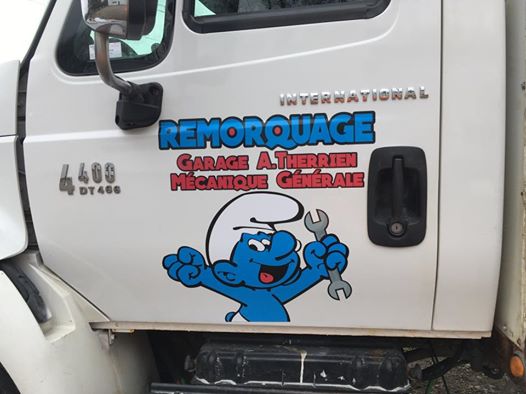 INTERNATIONAL
REMORQUAGE
GARAGE A.THERRIEN
MÉCANIQUE GÉNÉRALE
4400
DT466